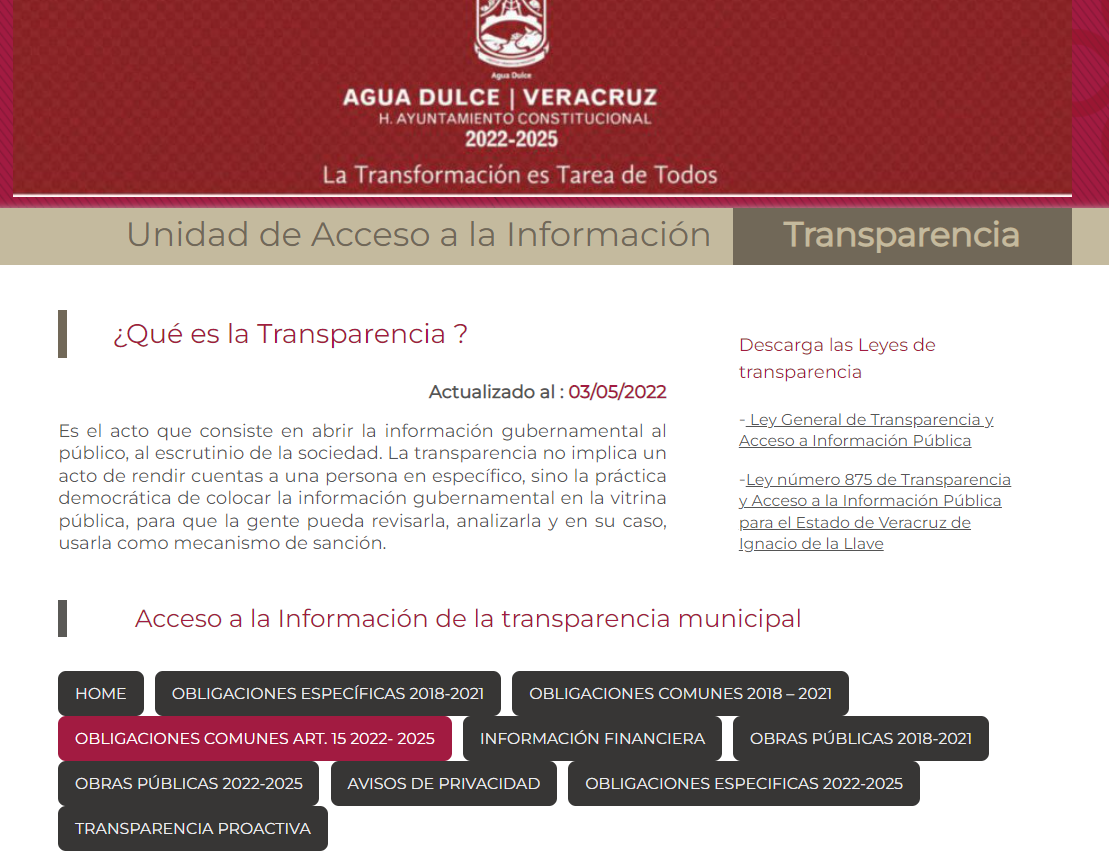 Agua Dulce
AGUA DULCE | VERACRUZ
H. AYUNTAMIENTO CONSTITUCIONAL
2022-2025
La Transformación es Tarea de Todos
Unidad de Acceso a la Información
Transparencia
¿Qué es la Transparencia ?
Actualizado al : 03/05/2022
Es el acto que consiste en abrir la información gubernamental al
público, al escrutinio de la sociedad. La transparencia no implica un
acto de rendir cuentas a una persona en específico, sino la práctica
democrática de colocar la información gubernamental en la vitrina
pública, para que la gente pueda revisarla, analizarla y en su caso,
usarla como mecanismo de sanción.
Descarga las Leyes de
transparencia
- Ley General de Transparencia y
Acceso a Información Pública
-Ley número 875 de Transparencia
y Acceso a la Información Pública
para el Estado de Veracruz de
Ignacio de la Llave
Acceso a la Información de la transparencia municipal
HOME
OBLIGACIONES ESPECÍFICAS 2018-2021
OBLIGACIONES COMUNES 2018 – 2021
OBLIGACIONES COMUNES ART. 15 2022- 2025
INFORMACIÓN FINANCIERA
OBRAS PÚBLICAS 2018-2021
OBRAS PÚBLICAS 2022-2025
AVISOS DE PRIVACIDAD
OBLIGACIONES ESPECIFICAS 2022-2025
TRANSPARENCIA PROACTIVA